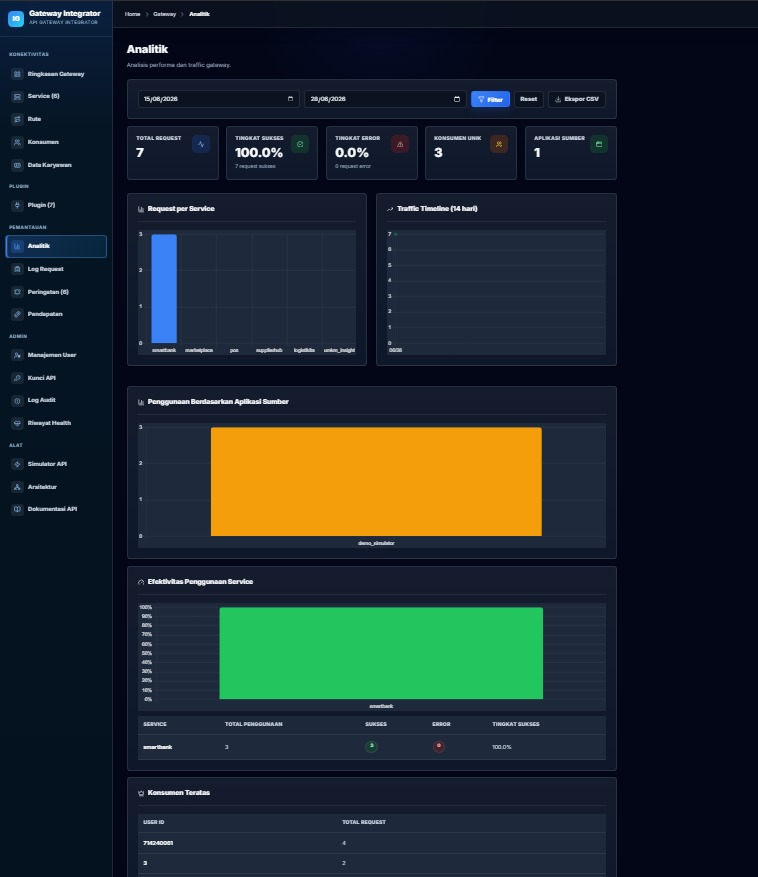 IG
Gateway Integrator
API GATEWAY INTEGRATOR
Home > Gateway > Analitik
KONEKTIVITAS
Ringkasan Gateway
Service (6)
Rute
Konsumen
Data Karyawan
PLUGIN
Plugin (7)
PEMANTAUAN
Analitik
Log Request
Peringatan (6)
Pendapatan
ADMIN
Manajemen User
Kunci API
Log Audit
Riwayat Health
ALAT
Simulator API
Arsitektur
Dokumentasi API
Analitik
Analisis performa dan traffic gateway.
15/08/2026
28/08/2026
Filter
Reset
Ekspor CSV
TOTAL REQUEST
7
TINGKAT SUKSES
100.0%
7 request sukses
TINGKAT ERROR
0.0%
0 request error
KONSUMEN UNIK
3
APLIKASI SUMBER
1
Request per Service
3
2
1
0
smartbank marketplace pos supplierhub logistikita umkm_insight
Traffic Timeline (14 hari)
7
6
5
4
3
2
1
0
Penggunaan Berdasarkan Aplikasi Sumber
3
2
1
0
demo_simulator
Efektivitas Penggunaan Service
100%
90%
80%
70%
60%
50%
40%
30%
20%
10%
0%
smartbank
SERVICE TOTAL PENGGUNAAN SUKSES ERROR TINGKAT SUKSES
smartbank 3 3 0 100.0%
Konsumen Teratas
USER ID TOTAL REQUEST
714240061 4
3 2